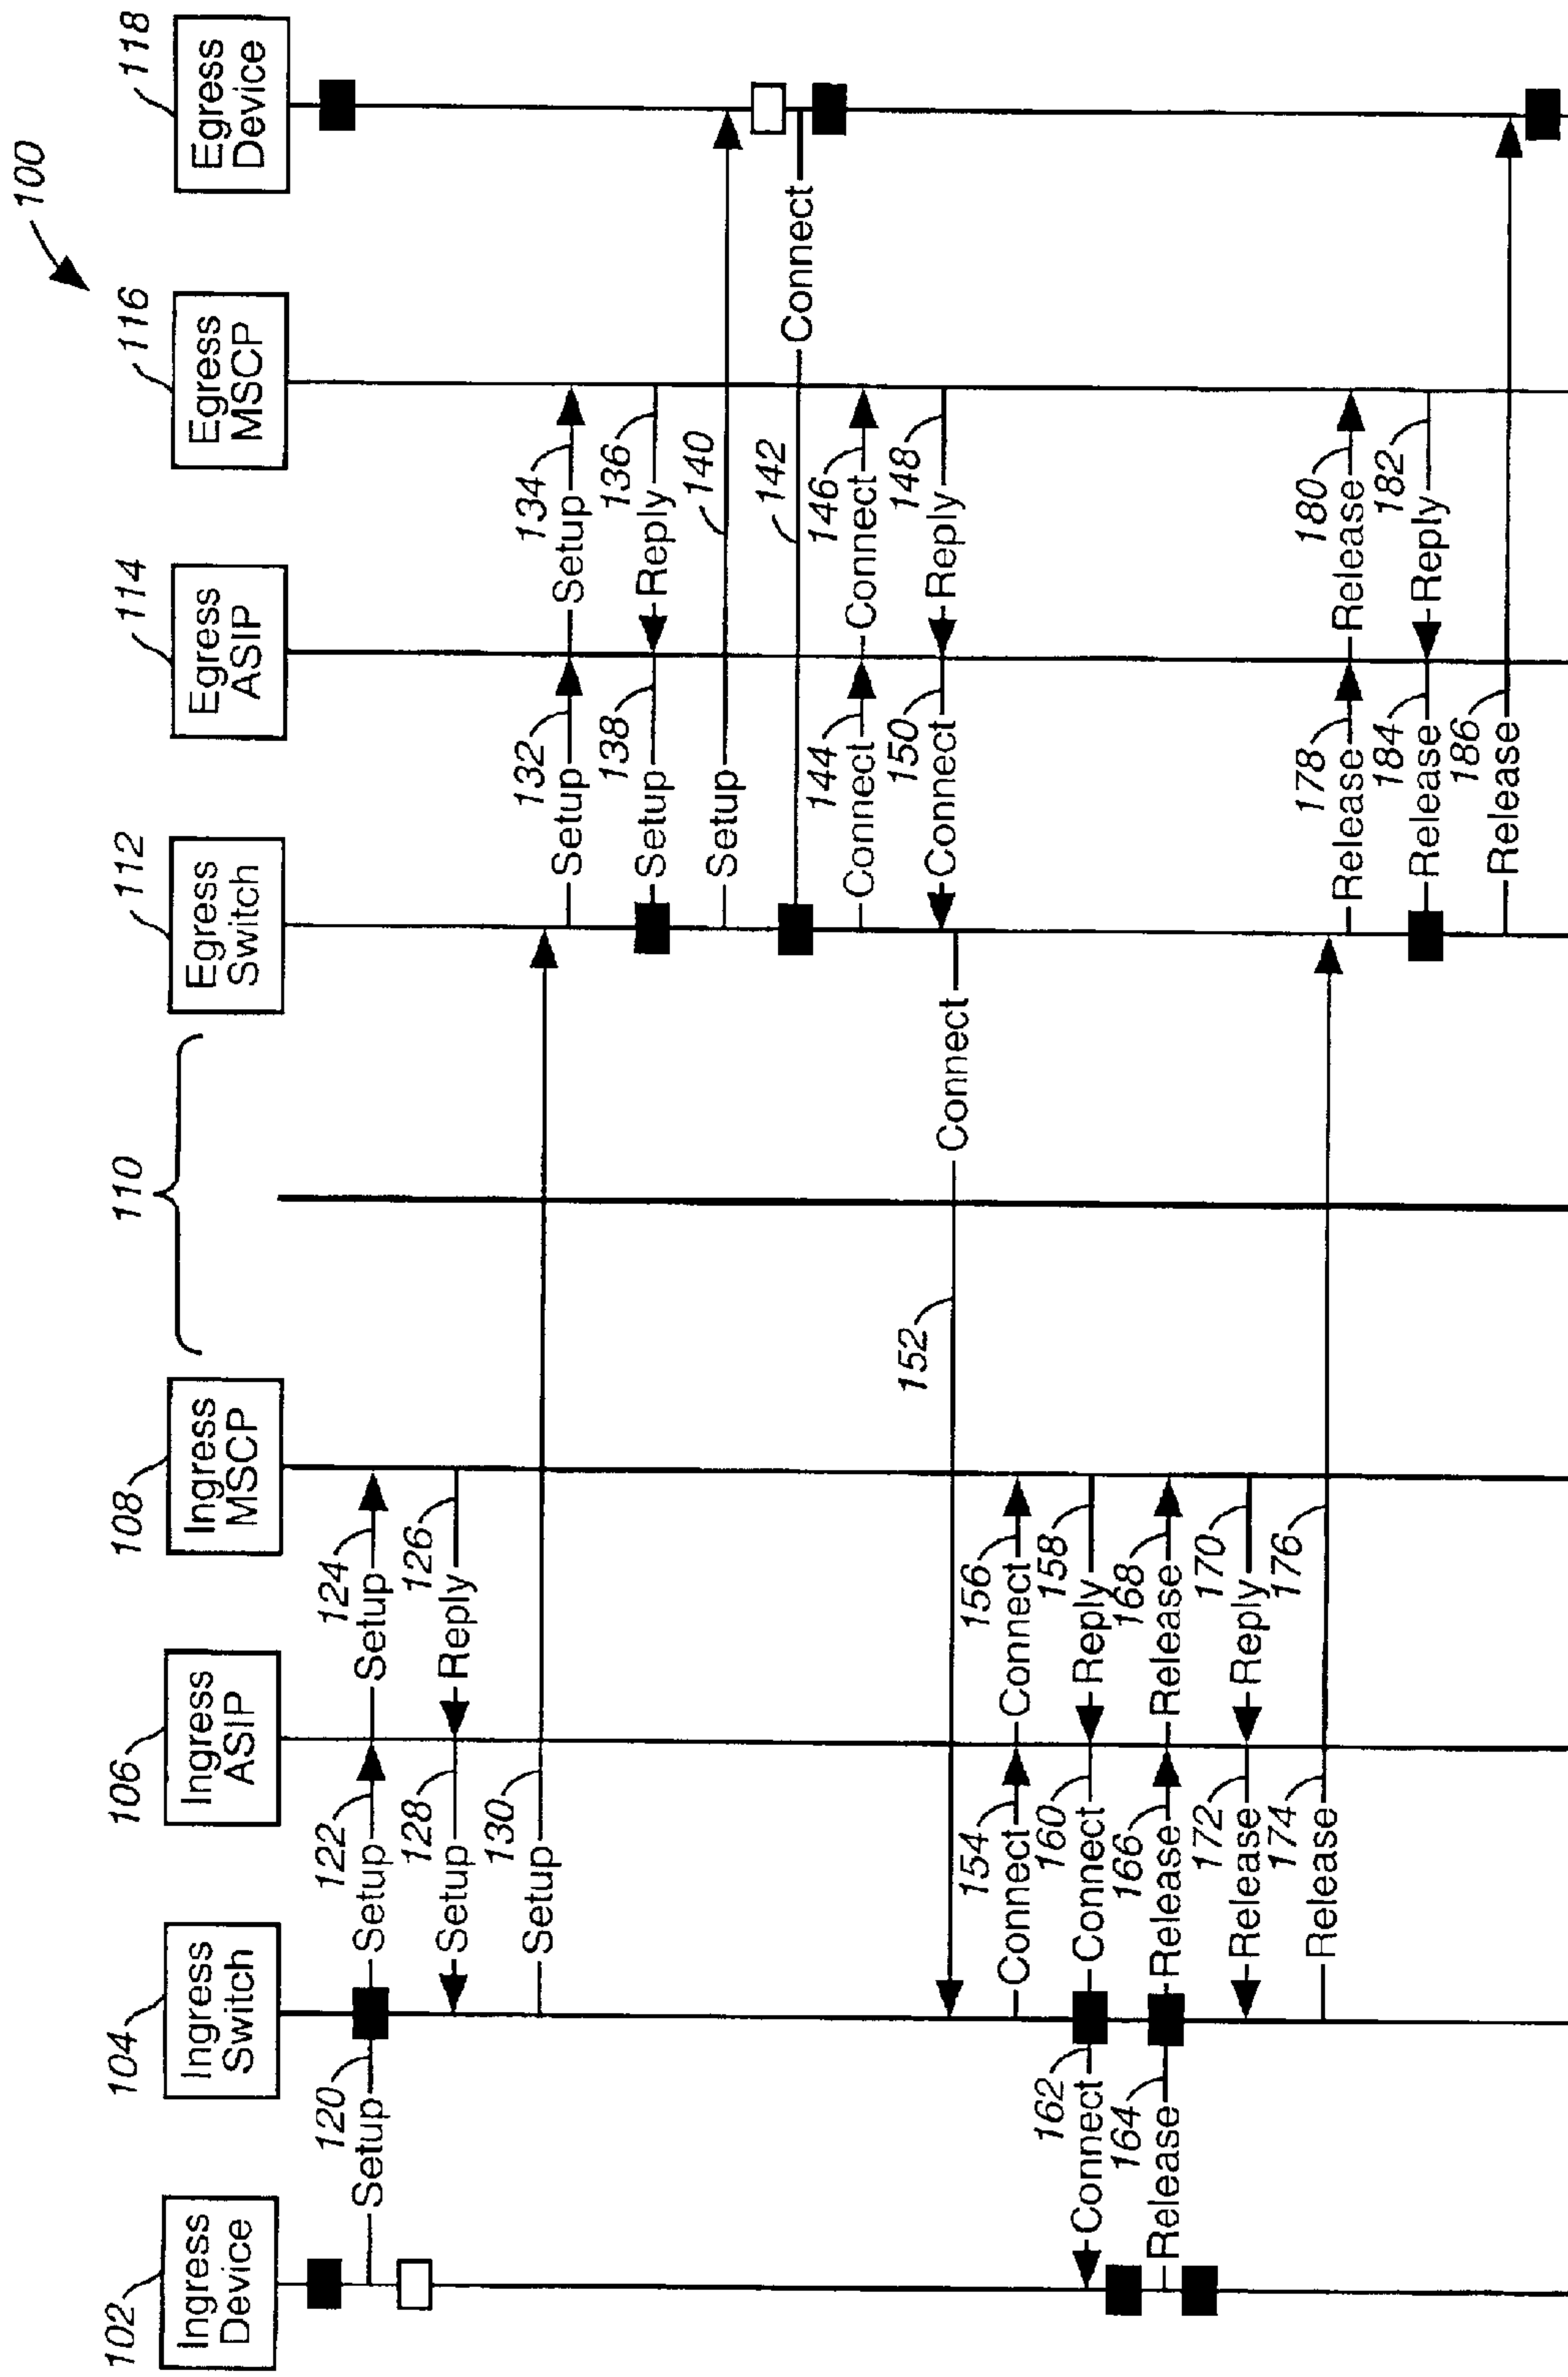 100
102
Ingress
Device
104
Ingress
Switch
106
Ingress
ASIP
108
Ingress
MSCP
110
112
Egress
Switch
114
Egress
ASIP
116
Egress
MSCP
118
Egress
Device
120
Setup
122
Setup
124
Setup
126
Reply
128
Setup
130
Setup
132
Setup
134
Setup
136
Reply
138
Setup
140
Setup
142
Connect
144
Connect
146
Connect
148
Reply
150
Connect
152
Connect
154
Connect
156
Connect
158
Reply
160
Connect
162
Connect
164
Release
166
Release
168
Release
170
Reply
172
Release
174
Release
176
178
Release
180
Release
182
Reply
184
Release
186
Release